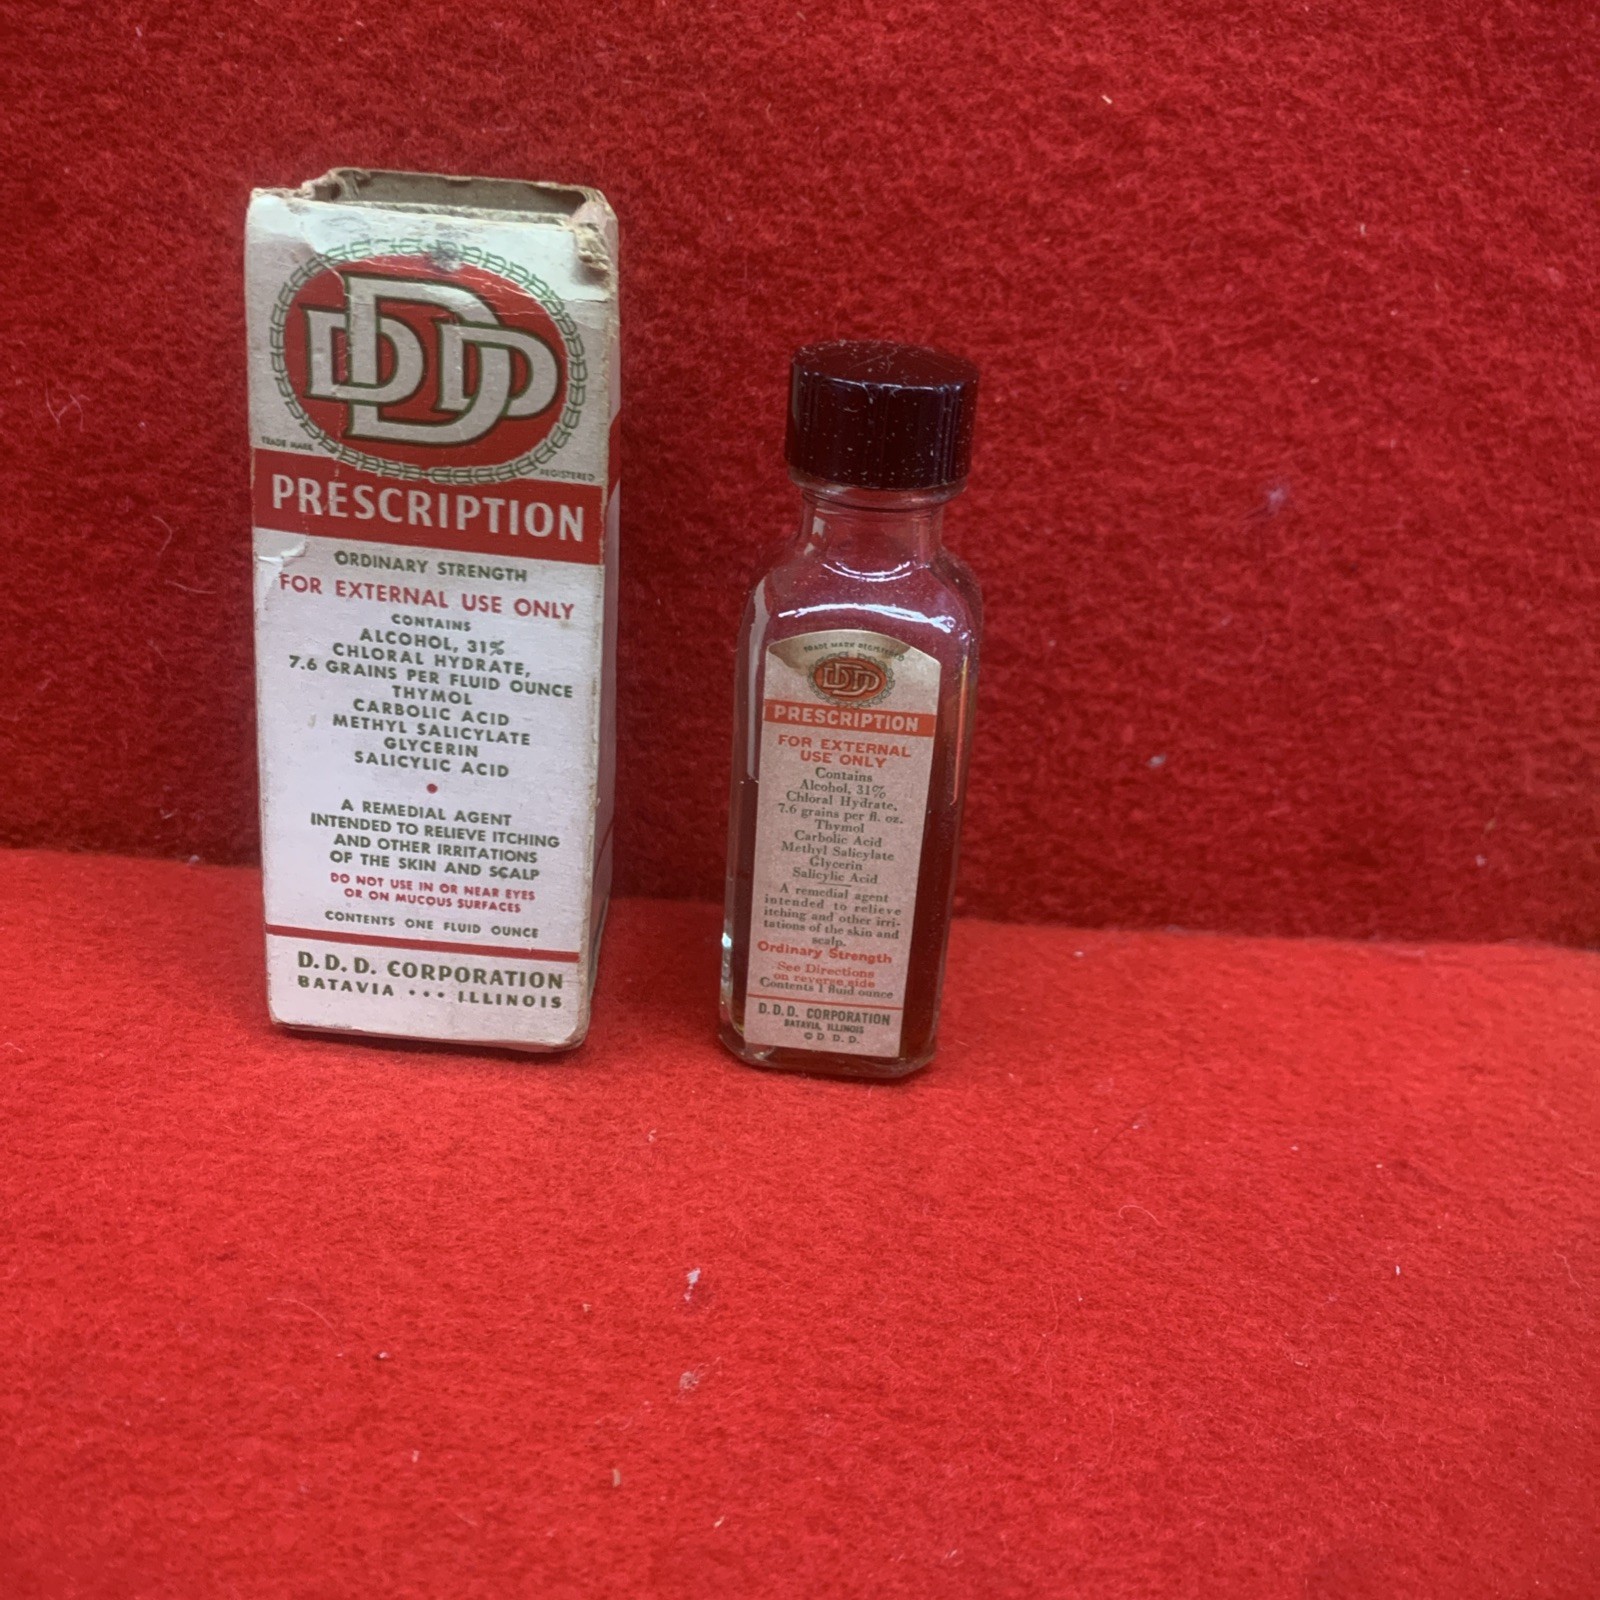 DDDD
TRADE MARK
REGISTERED
PRESCRIPTION
ORDINARY STRENGTH
FOR EXTERNAL USE ONLY
CONTAINS
ALCOHOL, 31%
CHLORAL HYDRATE,
7.6 GRAINS PER FLUID OUNCE
THYMOL
CARBOLIC ACID
METHYL SALICYLATE
GLYCERIN
SALICYLIC ACID
A REMEDIAL AGENT
INTENDED TO RELIEVE ITCHING
AND OTHER IRRITATIONS
OF THE SKIN AND SCALP
DO NOT USE IN OR NEAR EYES
OR ON MUCOUS SURFACES
CONTENTS ONE FLUID OUNCE
D.D.D. CORPORATION
BATAVIA ••• ILLINOIS
TRADE MARK REGISTERED
DDD
PRESCRIPTION
FOR EXTERNAL
USE ONLY
Contains
Alcohol, 31%
Chloral Hydrate,
7.6 grains per fl. oz.
Thymol
Carbolic Acid
Methyl Salicylate
Glycerin
Salicylic Acid
A remedial agent
intended to relieve
itching and other irri-
tations of the skin and
scalp.
Ordinary Strength
See Directions
on reverse side
Contents 1 fluid ounce
D.D.D. CORPORATION
BATAVIA, ILLINOIS
© D. D. D.